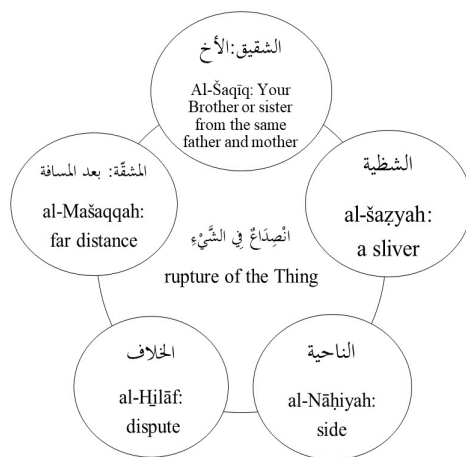 الشقيق:الأخ
Al-Šaqīq: Your
Brother or sister
from the same
father and mother
المشقّة: بعد المسافة
al-Mašaqqah:
far distance
الشظية
al-šaẓyah:
a sliver
انْصِدَاعٌ فِي الشَّيْءِ
rupture of the Thing
الخلاف
al-H̱ilāf:
dispute
الناحية
al-Nāḥiyah:
side